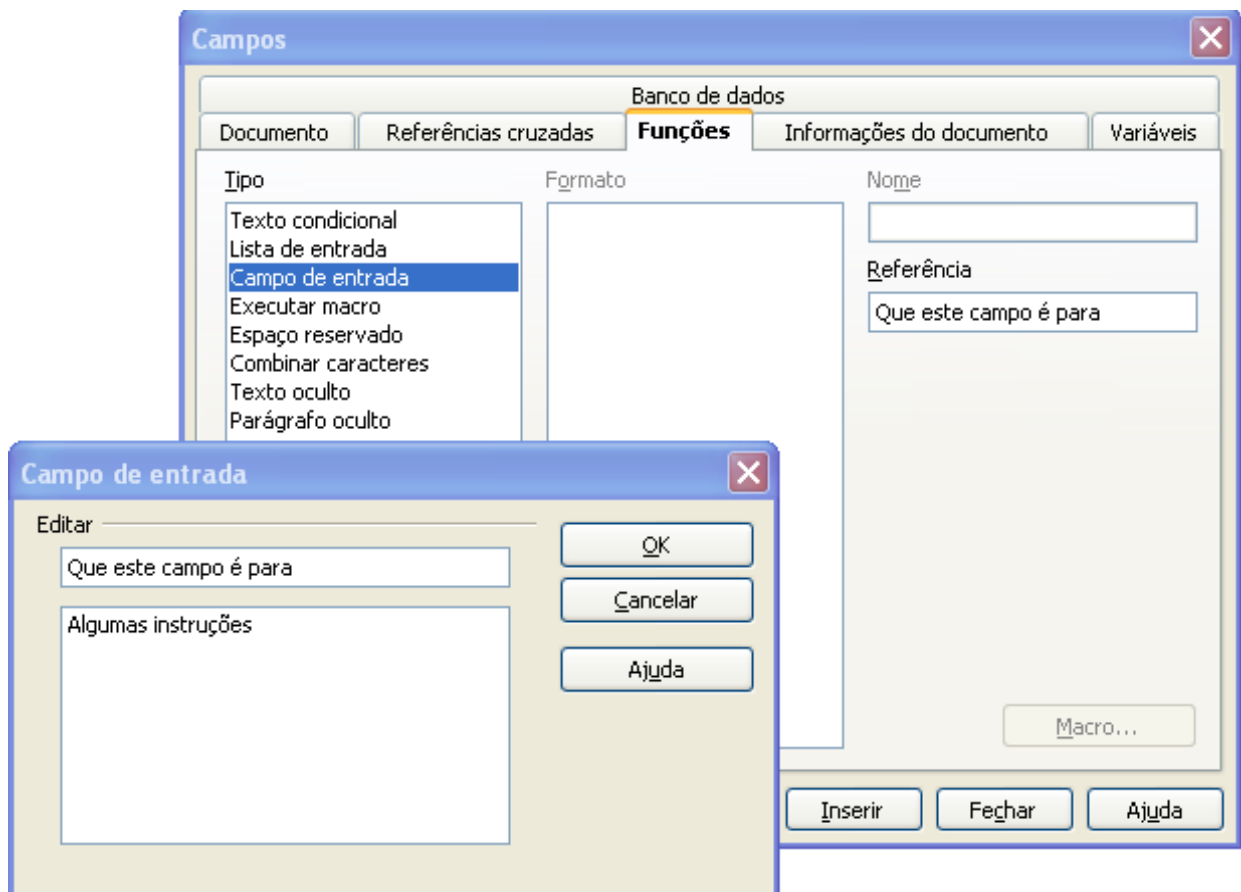 Campos
Banco de dados
Documento
Referências cruzadas
Funções
Informações do documento
Variáveis
Tipo
Formato
Nome
Texto condicional
Lista de entrada
Campo de entrada
Executar macro
Espaço reservado
Combinar caracteres
Texto oculto
Parágrafo oculto
Referência
Que este campo é para
Macro...
Inserir
Fechar
Ajuda
Campo de entrada
Editar
Que este campo é para
Algumas instruções
OK
Cancelar
Ajuda